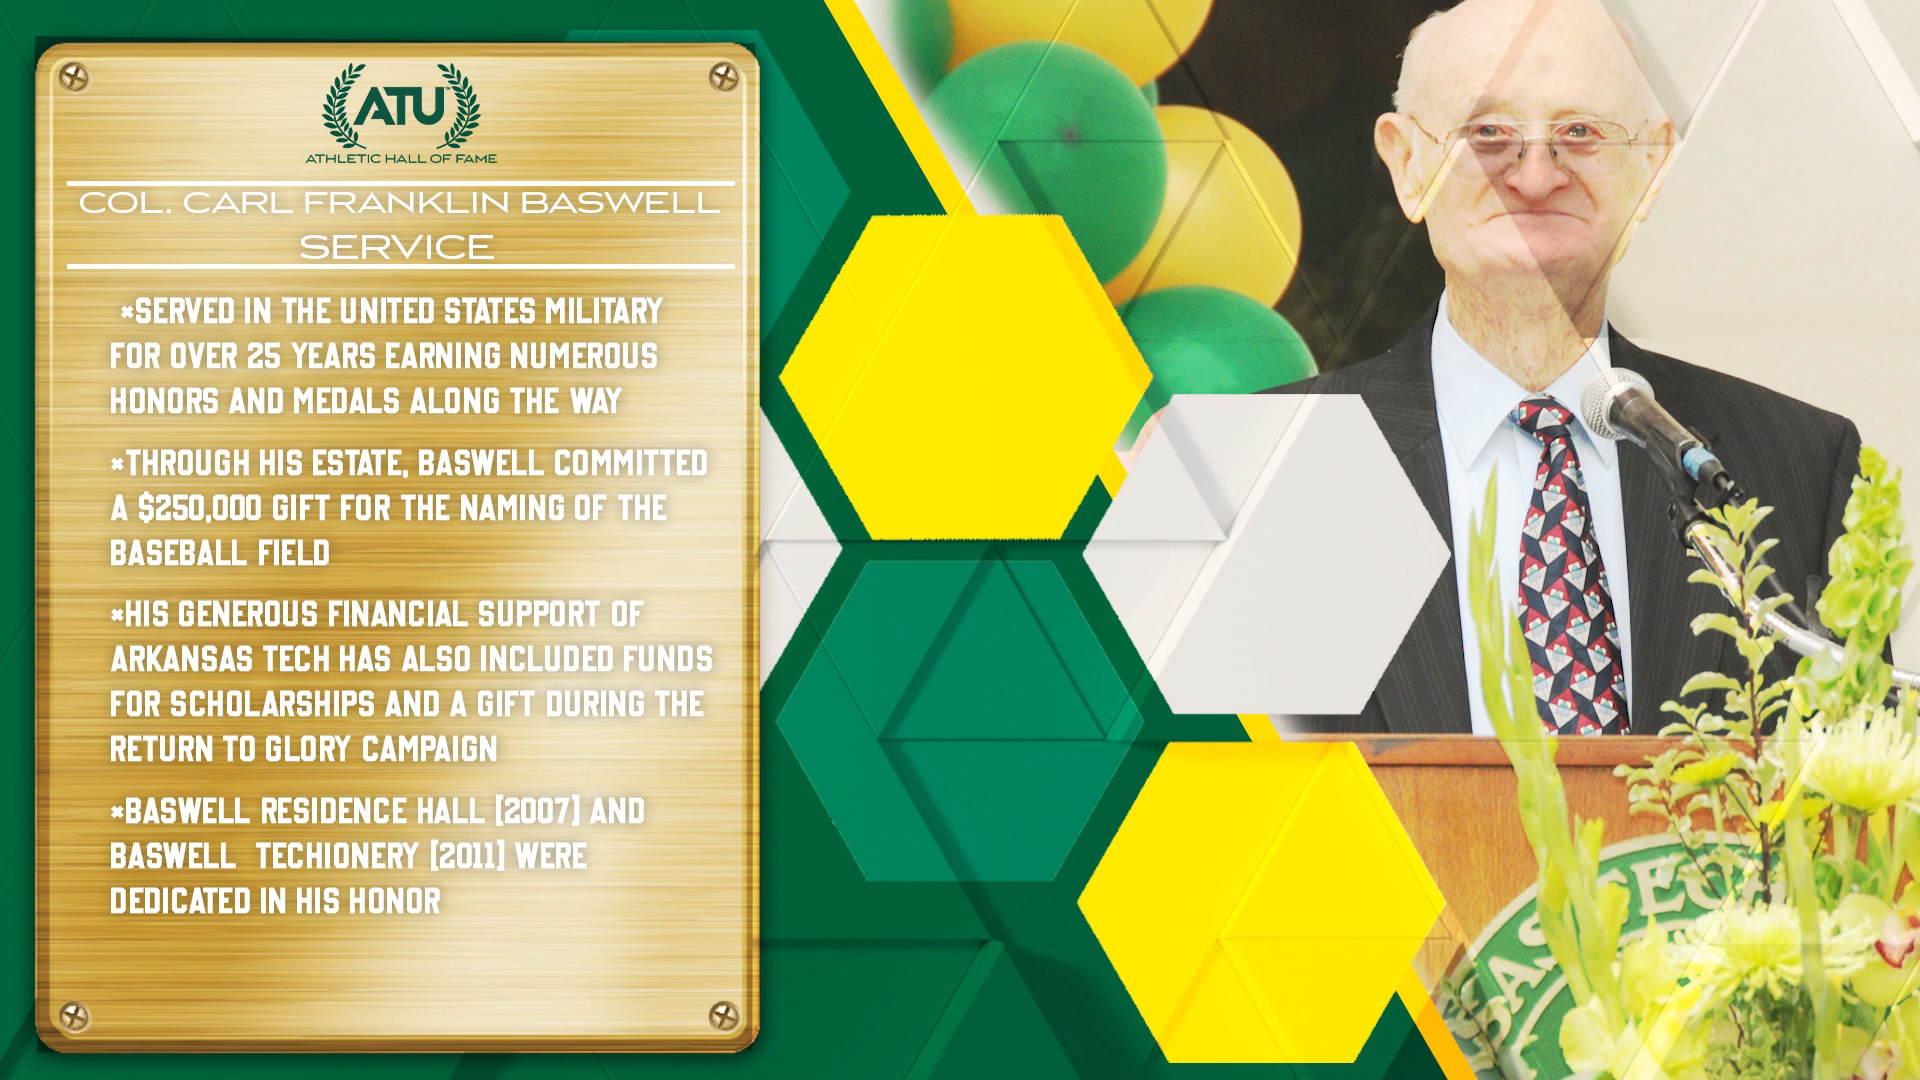 ATU
ATHLETIC HALL OF FAME
COL. CARL FRANKLIN BASWELL
SERVICE
*SERVED IN THE UNITED STATES MILITARY
FOR OVER 25 YEARS EARNING NUMEROUS
HONORS AND MEDALS ALONG THE WAY
*THROUGH HIS ESTATE, BASWELL COMMITTED
A $250,000 GIFT FOR THE NAMING OF THE
BASEBALL FIELD
*HIS GENEROUS FINANCIAL SUPPORT OF
ARKANSAS TECH HAS ALSO INCLUDED FUNDS
FOR SCHOLARSHIPS AND A GIFT DURING THE
RETURN TO GLORY CAMPAIGN
*BASWELL RESIDENCE HALL [2007] AND
BASWELL  TECHIONERY [2011] WERE
DEDICATED IN HIS HONOR